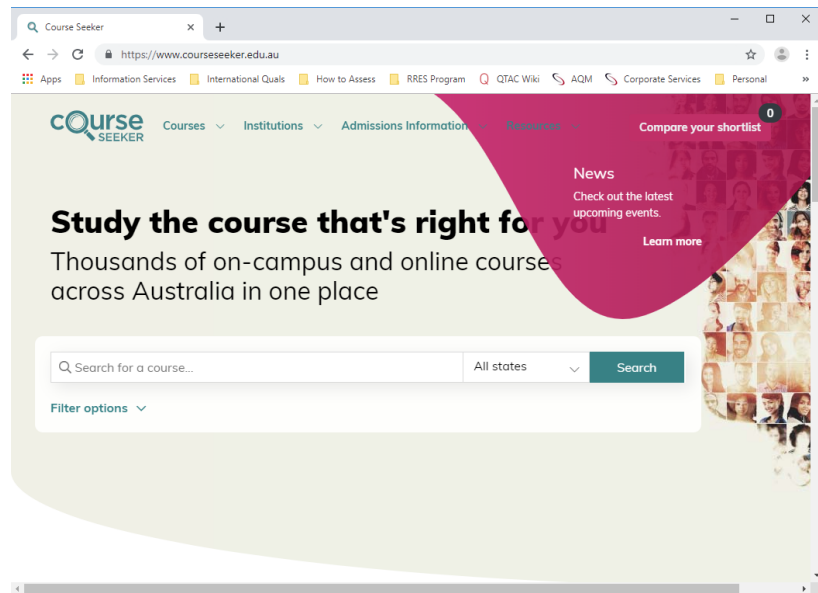 Course Seeker
https://www.courseseeker.edu.au
Apps Information Services International Quals How to Assess RRES Program QTAC Wiki AQM Corporate Services Personal »
COurse SEEKER
Courses Institutions Admissions Information Resources Compare your shortlist 0
News
Check out the latest
upcoming events.
Learn more
Study the course that's right for you
Thousands of on-campus and online courses
across Australia in one place
Search for a course... All states Search
Filter options